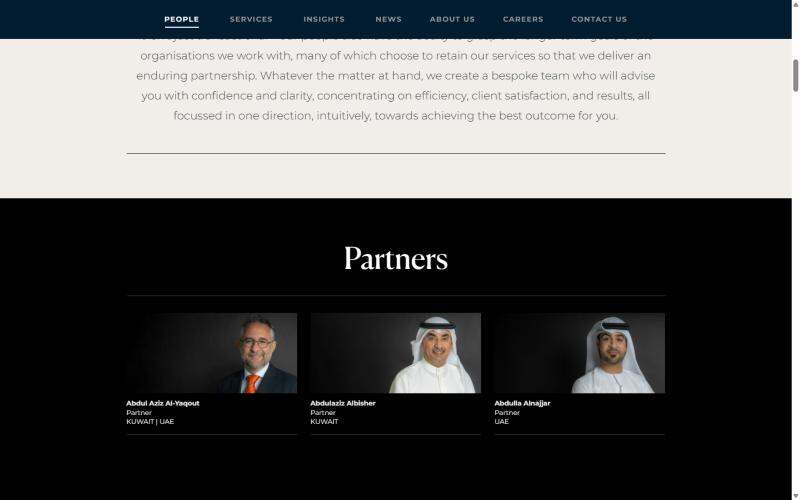 PEOPLE
SERVICES
INSIGHTS
NEWS
ABOUT US
CAREERS
CONTACT US
organisations we work with, many of which choose to retain our services so that we deliver an
enduring partnership. Whatever the matter at hand, we create a bespoke team who will advise
you with confidence and clarity, concentrating on efficiency, client satisfaction, and results, all
focussed in one direction, intuitively, towards achieving the best outcome for you.
Partners
Abdul Aziz Al-Yaqout
Partner
KUWAIT | UAE
Abdulaziz Albisher
Partner
KUWAIT
Abdulla Alnajjar
Partner
UAE